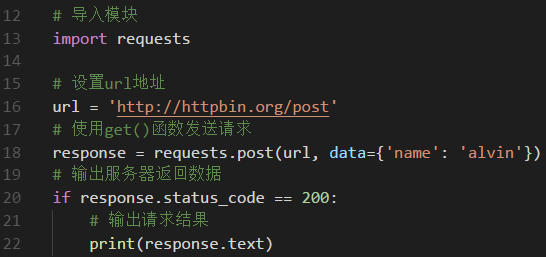 12 # 导入模块
13 import requests
14
15 # 设置url地址
16 url = 'http://httpbin.org/post'
17 # 使用get()函数发送请求
18 response = requests.post(url, data={'name': 'alvin'})
19 # 输出服务器返回数据
20 if response.status_code == 200:
21     # 输出请求结果
22     print(response.text)